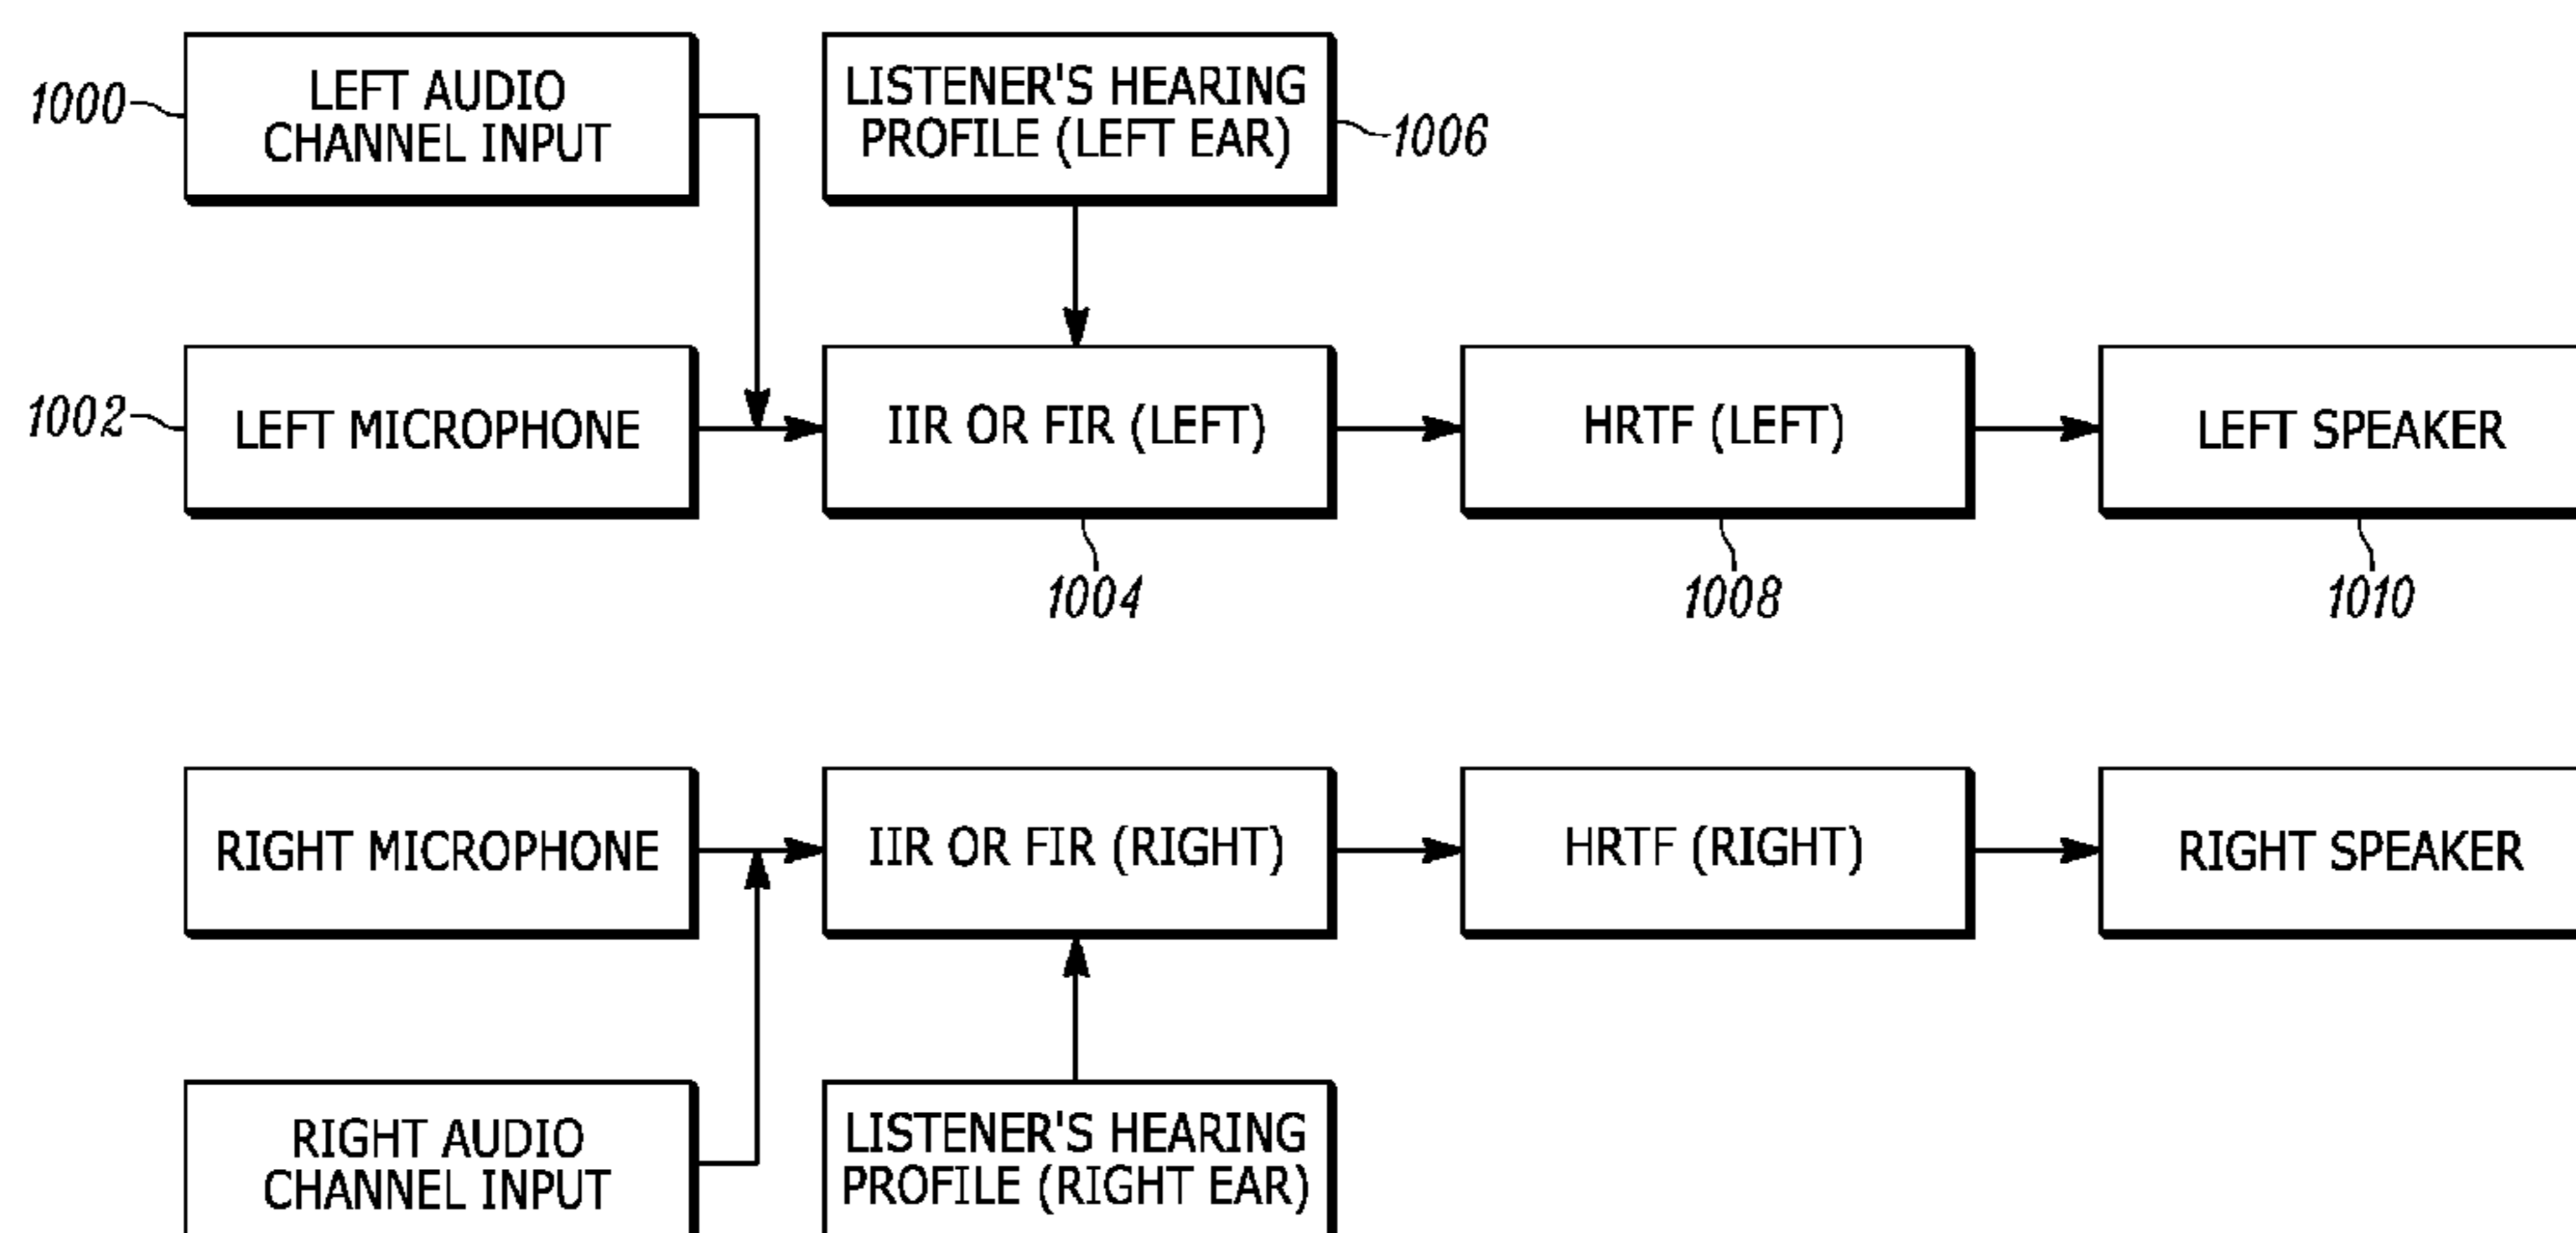 1000
LEFT AUDIO
CHANNEL INPUT
LISTENER'S HEARING
PROFILE (LEFT EAR)
1006
1002
LEFT MICROPHONE
IIR OR FIR (LEFT)
HRTF (LEFT)
LEFT SPEAKER
1004
1008
1010
RIGHT MICROPHONE
IIR OR FIR (RIGHT)
HRTF (RIGHT)
RIGHT SPEAKER
RIGHT AUDIO
CHANNEL INPUT
LISTENER'S HEARING
PROFILE (RIGHT EAR)